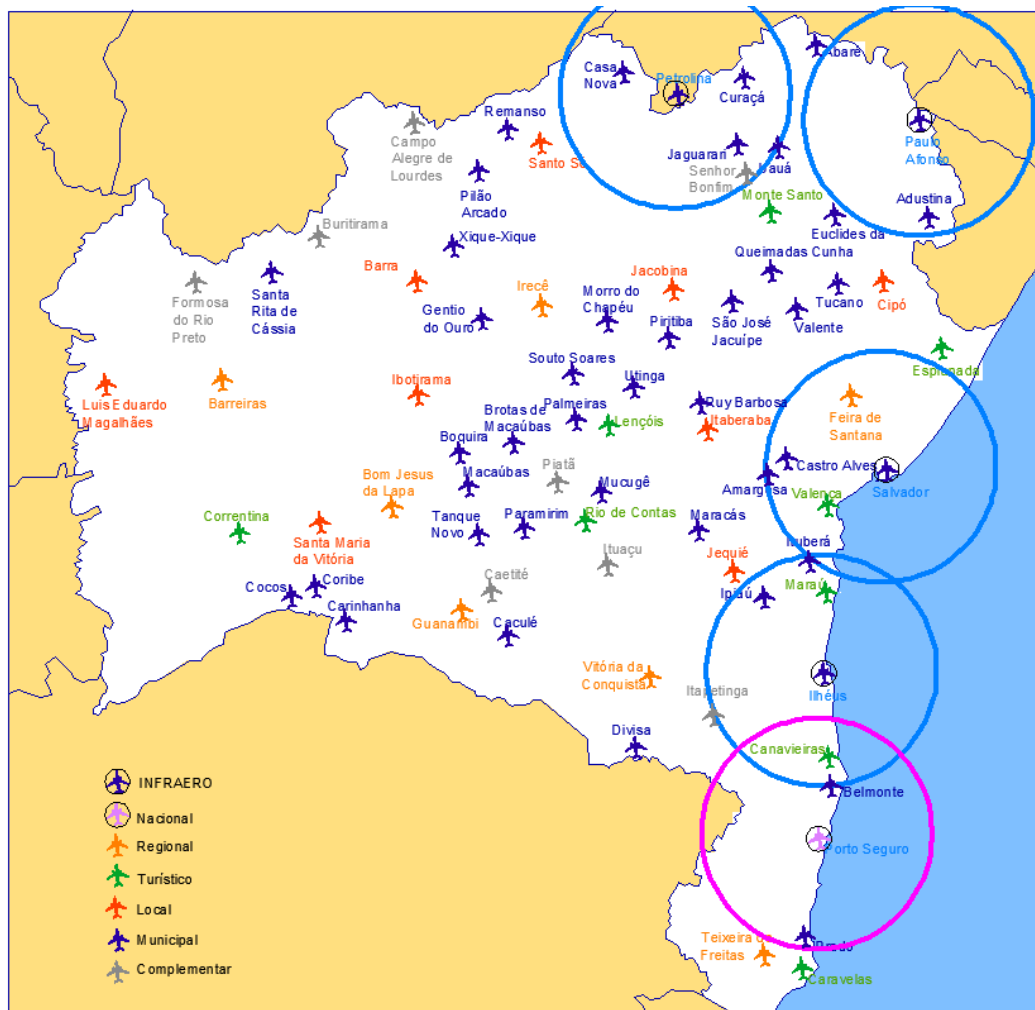 Abaré
Casa
Nova
Petrolina
Curaçá
Remanso
Campo
Alegre de
Lourdes
Santo Sé
Paulo
Afonso
Jaguarari
Uauá
Senhor
Bonfim
Pilão
Arcado
Monte Santo
Adustina
Euclides da
Cunha
Buritirama
Xique-Xique
Queimadas
Barra
Santa
Rita de
Cássia
Formosa
do Rio
Preto
Irecê
Jacobina
Morro do
Chapéu
Gentio
do Ouro
Piritiba
São José
Jacuípe
Valente
Tucano
Cipó
Esplanada
Souto Soares
Utinga
Luis Eduardo
Magalhães
Barreiras
Ibotirama
Brotas de
Macaúbas
Palmeiras
Lençóis
Ruy Barbosa
Itaberaba
Feira de
Santana
Boquira
Macaúbas
Bom Jesus
da Lapa
Piatã
Mucugê
Castro Alves
Amargosa
Salvador
Valença
Correntina
Santa Maria
da Vitória
Tanque
Novo
Paramirim
Rio de Contas
Maracás
Ituberá
Ituaçu
Jequié
Maraú
Ipiaú
Cocos
Coribe
Carinhanha
Caetité
Guanambi
Caculé
Vitória da
Conquista
Itapetinga
Ilhéus
Divisa
Canavieiras
Belmonte
Porto Seguro
Teixeira de
Freitas
Prado
Caravelas
INFRAERO
Nacional
Regional
Turístico
Local
Municipal
Complementar